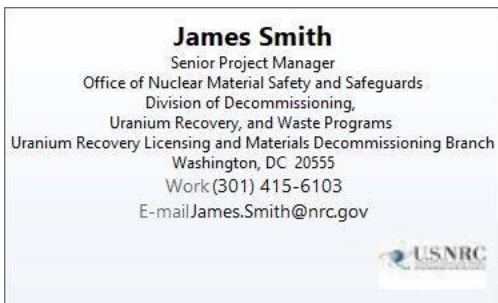 James Smith
Senior Project Manager
Office of Nuclear Material Safety and Safeguards
Division of Decommissioning,
Uranium Recovery, and Waste Programs
Uranium Recovery Licensing and Materials Decommissioning Branch
Washington, DC  20555
Work (301) 415-6103
E-mail James.Smith@nrc.gov
USNRC